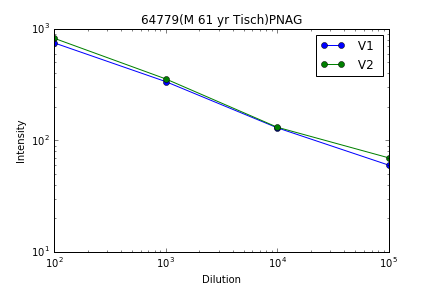 64779(M 61 yr Tisch)PNAG
V1
V2
Intensity
10³
10²
10¹
10² 10³ 10⁴ 10⁵
Dilution